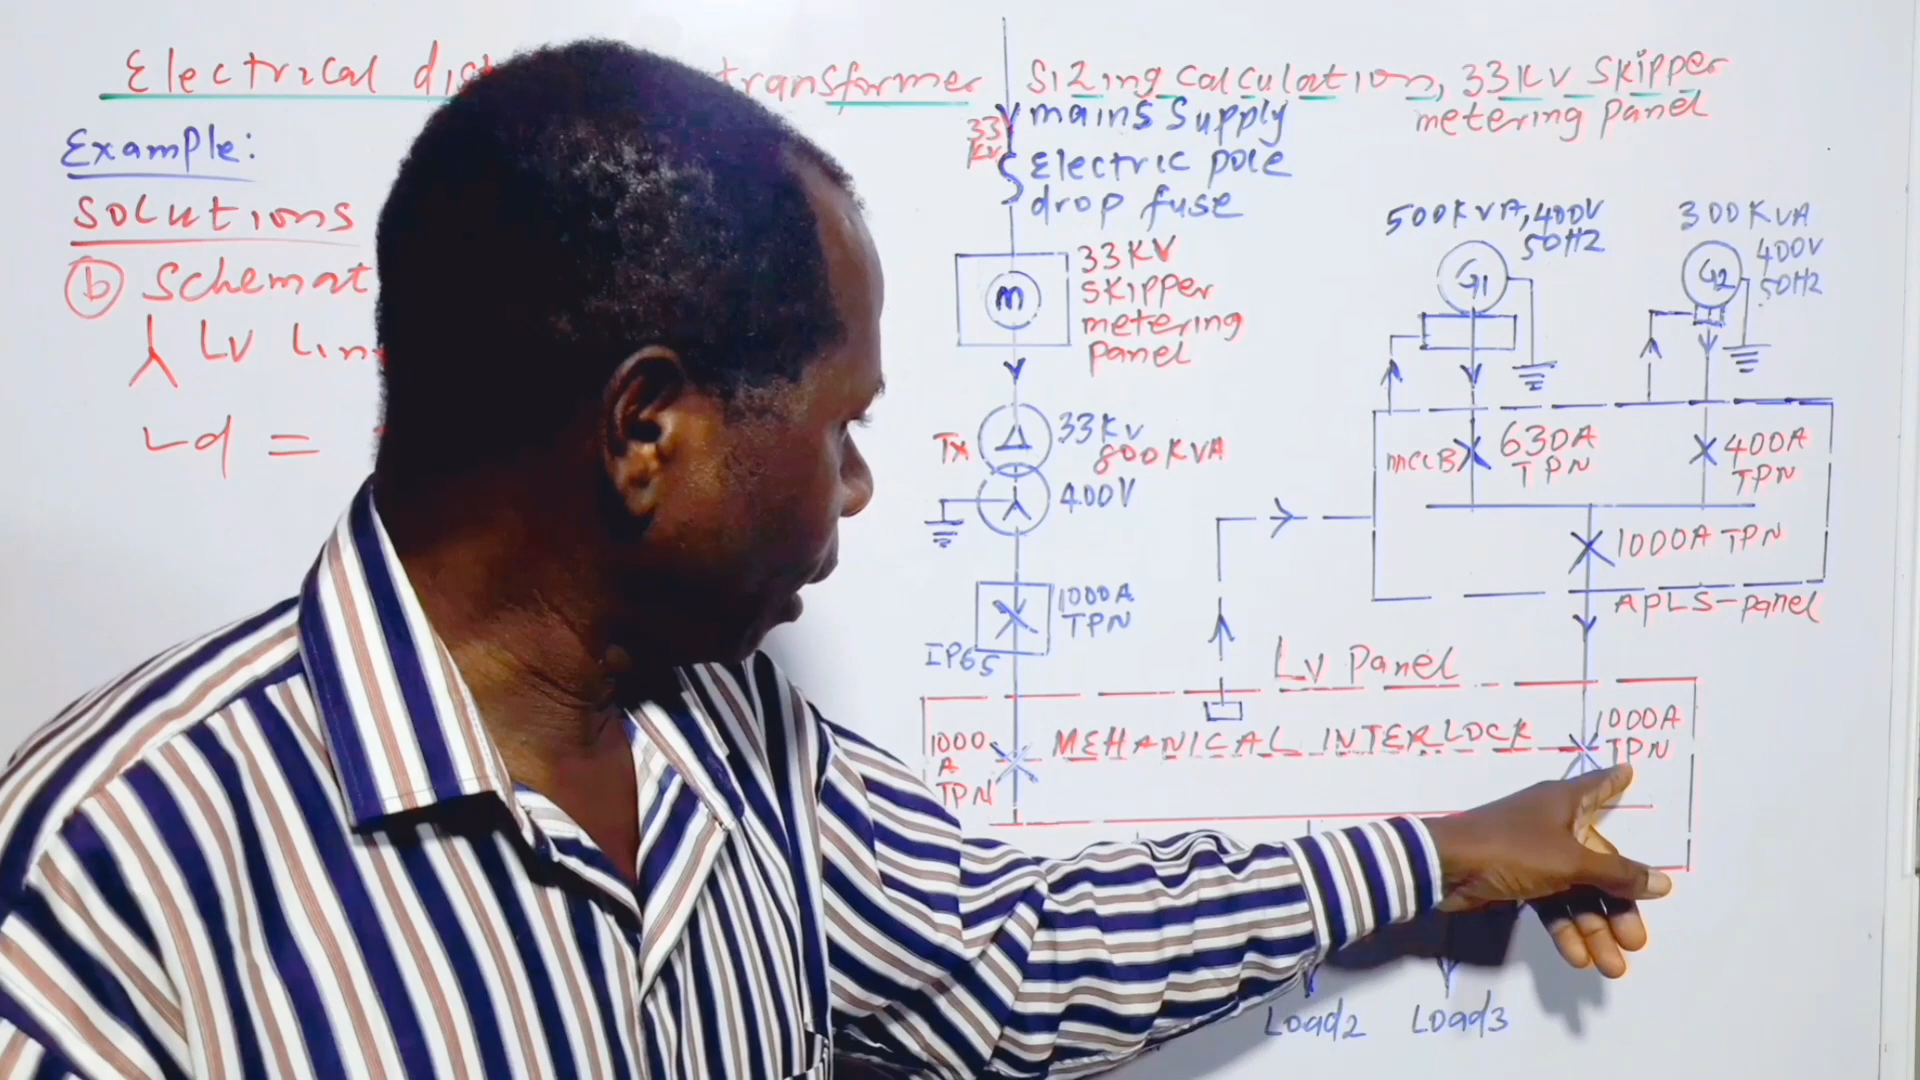 Electrical dis transformer Sizing calculation, 33KV Skipper
metering panel
Example:
Solutions
(b) Schemat
LV Lin
Ld =
mains supply
33
KV
Electric pole
drop fuse
M
33KV
Skipper
metering
panel
Tx
33KV
800KVA
400V
1000A
TPN
IP65
500KVA, 400V
50HZ
G1
300KVA
400V
50HZ
G2
MCCB
630A
TPN
400A
TPN
1000A TPN
APLS-panel
LV Panel
1000
A
TPN
MEHANICAL INTERLOCK
1000A
TPN
Load2
Load3